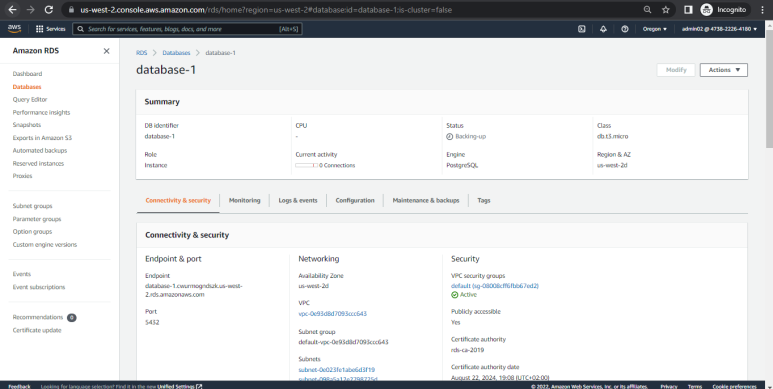 us-west-2.console.aws.amazon.com/rds/home?region=us-west-2#database:id=database-1;is-cluster=false
Incognito
aws
Services
Search for services, features, blogs, docs, and more
[Alt+S]
Oregon
admin02 @ 4738-2226-4180
Amazon RDS
Dashboard
Databases
Query Editor
Performance Insights
Snapshots
Exports in Amazon S3
Automated backups
Reserved instances
Proxies
Subnet groups
Parameter groups
Option groups
Custom engine versions
Events
Event subscriptions
Recommendations 0
Certificate update
RDS > Databases > database-1
database-1
Modify
Actions
Summary
DB identifier
database-1
CPU
-
Status
Backing-up
Class
db.t3.micro
Role
Instance
Current activity
0 Connections
Engine
PostgreSQL
Region & AZ
us-west-2d
Connectivity & security
Monitoring
Logs & events
Configuration
Maintenance & backups
Tags
Connectivity & security
Endpoint & port
Endpoint
database-1.cwurmogndszk.us-west-
2.rds.amazonaws.com
Port
5432
Networking
Availability Zone
us-west-2d
VPC
vpc-0e93d8d7093ccc643
Subnet group
default-vpc-0e93d8d7093ccc643
Subnets
subnet-0e023fe1abe6d3f19
Security
VPC security groups
default (sg-08008cff6fbb67ed2)
Active
Publicly accessible
Yes
Certificate authority
rds-ca-2019
Certificate authority date
August 22, 2024, 19:08 (UTC+02:00)
Feedback
Looking for language selection? Find it in the new Unified Settings
© 2022, Amazon Web Services, Inc. or its affiliates.
Privacy
Terms
Cookie preferences